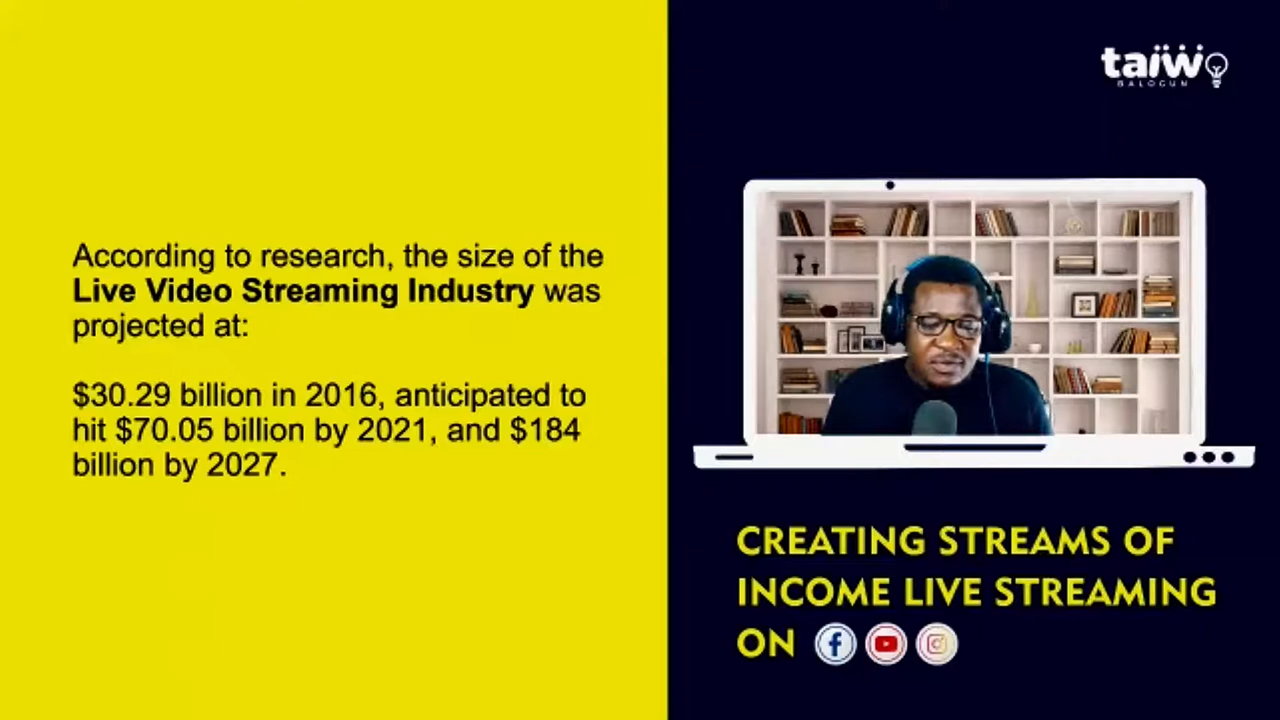 According to research, the size of the
Live Video Streaming Industry was
projected at:
$30.29 billion in 2016, anticipated to
hit $70.05 billion by 2021, and $184
billion by 2027.
taiwo
BALOGUN
CREATING STREAMS OF
INCOME LIVE STREAMING
ON